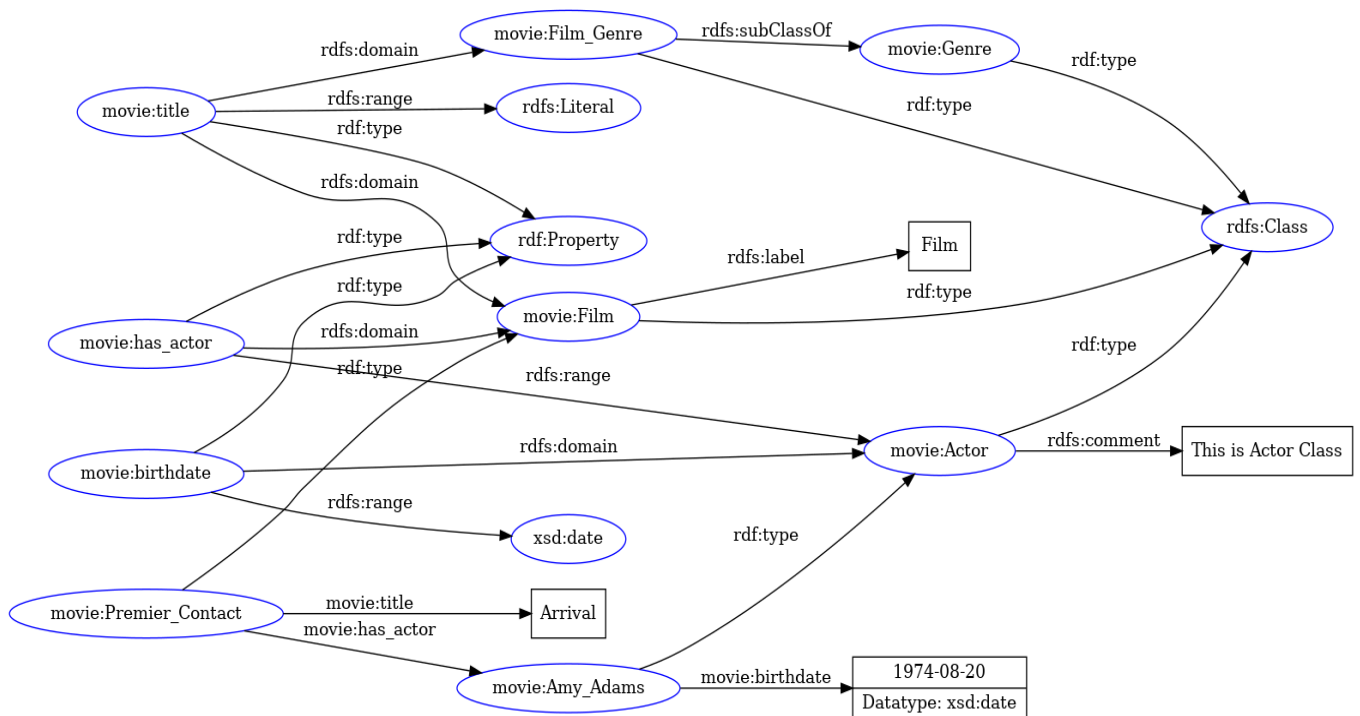 movie:Film_Genre
rdfs:subClassOf
movie:Genre
rdfs:domain
rdf:type
movie:title
rdfs:range
rdfs:Literal
rdf:type
rdf:type
rdfs:domain
rdf:type
rdf:Property
rdfs:label
Film
rdfs:Class
rdf:type
rdf:type
movie:Film
movie:has_actor
rdfs:domain
rdf:type
rdfs:range
rdf:type
movie:birthdate
rdfs:domain
movie:Actor
rdfs:comment
This is Actor Class
rdfs:range
xsd:date
rdf:type
movie:Premier_Contact
movie:title
Arrival
movie:has_actor
movie:Amy_Adams
movie:birthdate
1974-08-20
Datatype: xsd:date